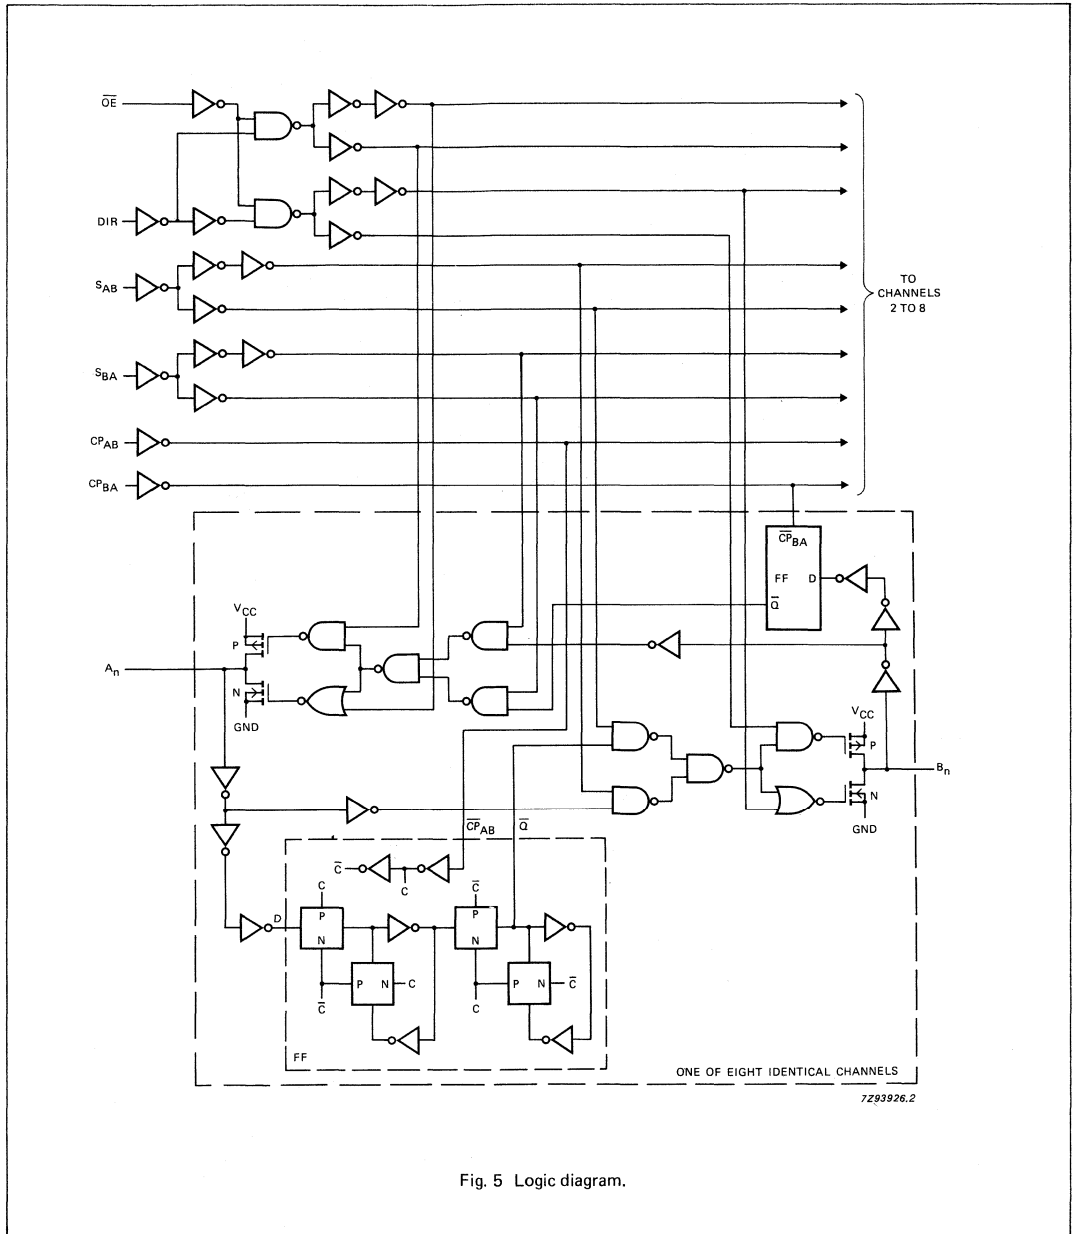 OE
DIR
SAB
SBA
CPAB
CPBA
TO
CHANNELS
2 TO 8
CPBA
FF D
Q
VCC
P
An
N
GND
VCC
P
Bn
N
GND
CPAB Q
C
C
C
P
N
D
C
P N C
C
P
N
C
P N C
FF
ONE OF EIGHT IDENTICAL CHANNELS
7Z93926.2
Fig. 5 Logic diagram.